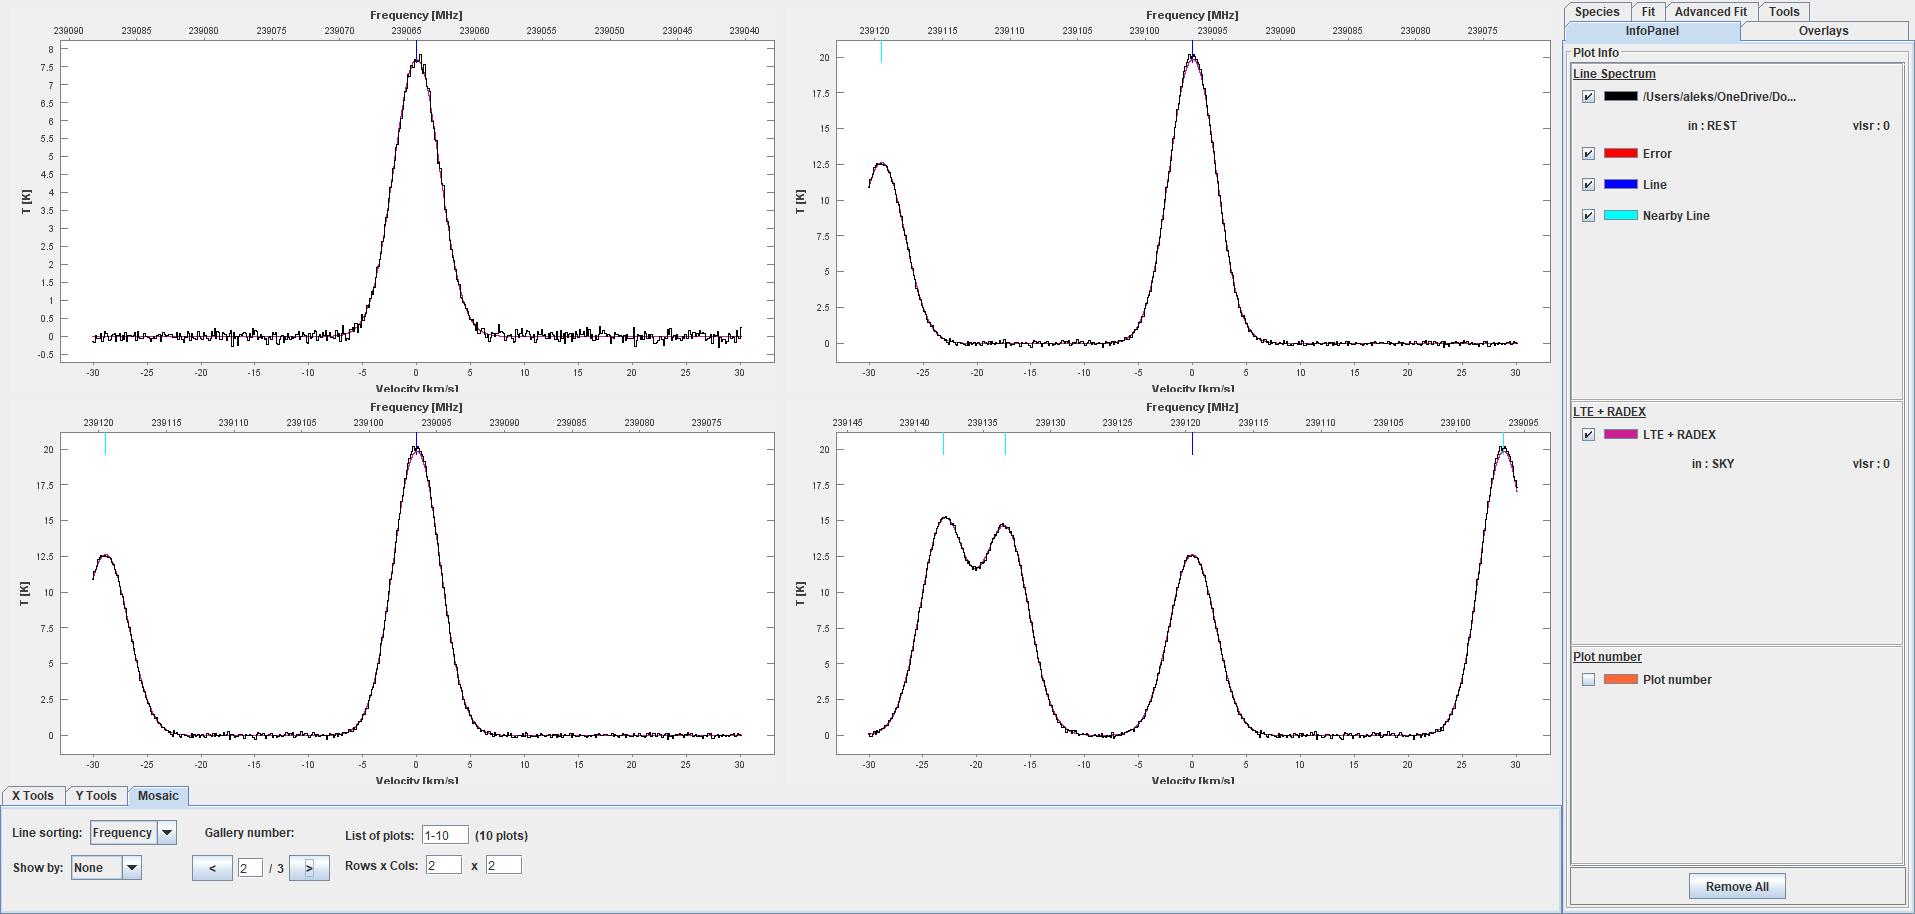 Frequency [MHz]
239090 239085 239080 239075 239070 239065 239060 239055 239050 239045 239040
8
7.5
7
6.5
6
5.5
5
4.5
4
3.5
3
2.5
2
1.5
1
0.5
0
-0.5
T [K]
-30 -25 -20 -15 -10 -5 0 5 10 15 20 25 30
Velocity [km/s]
Frequency [MHz]
239120 239115 239110 239105 239100 239095 239090 239085 239080 239075
20
17.5
15
12.5
10
7.5
5
2.5
0
T [K]
-30 -25 -20 -15 -10 -5 0 5 10 15 20 25 30
Velocity [km/s]
Frequency [MHz]
239120 239115 239110 239105 239100 239095 239090 239085 239080 239075
20
17.5
15
12.5
10
7.5
5
2.5
0
T [K]
-30 -25 -20 -15 -10 -5 0 5 10 15 20 25 30
Velocity [km/s]
Frequency [MHz]
239145 239140 239135 239130 239125 239120 239115 239110 239105 239100 239095
20
17.5
15
12.5
10
7.5
5
2.5
0
T [K]
-30 -25 -20 -15 -10 -5 0 5 10 15 20 25 30
Velocity [km/s]
X Tools Y Tools Mosaic
Line sorting: Frequency Gallery number: List of plots: 1-10 (10 plots)
Show by: None < 2 / 3 > Rows x Cols: 2 x 2
Species Fit Advanced Fit Tools
InfoPanel Overlays
Plot Info
Line Spectrum
/Users/aleks/OneDrive/Do...
in : REST vlsr : 0
Error
Line
Nearby Line
LTE + RADEX
LTE + RADEX
in : SKY vlsr : 0
Plot number
Plot number
Remove All